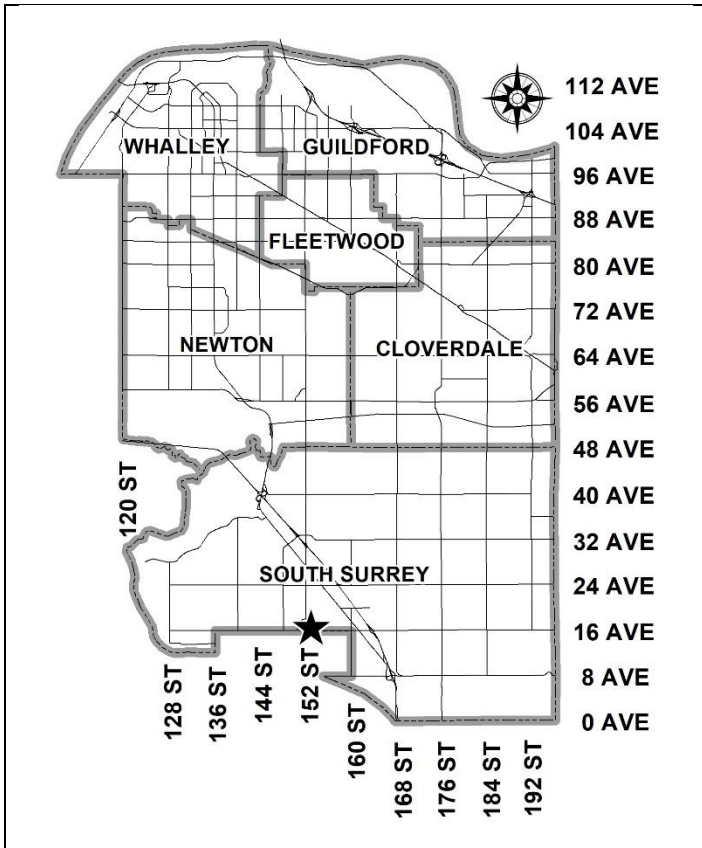 112 AVE
104 AVE
WHALLEY
GUILDFORD
96 AVE
88 AVE
FLEETWOOD
80 AVE
72 AVE
NEWTON
CLOVERDALE
64 AVE
56 AVE
48 AVE
120 ST
40 AVE
32 AVE
SOUTH SURREY
24 AVE
16 AVE
128 ST
136 ST
144 ST
152 ST
8 AVE
160 ST
0 AVE
168 ST
176 ST
184 ST
192 ST